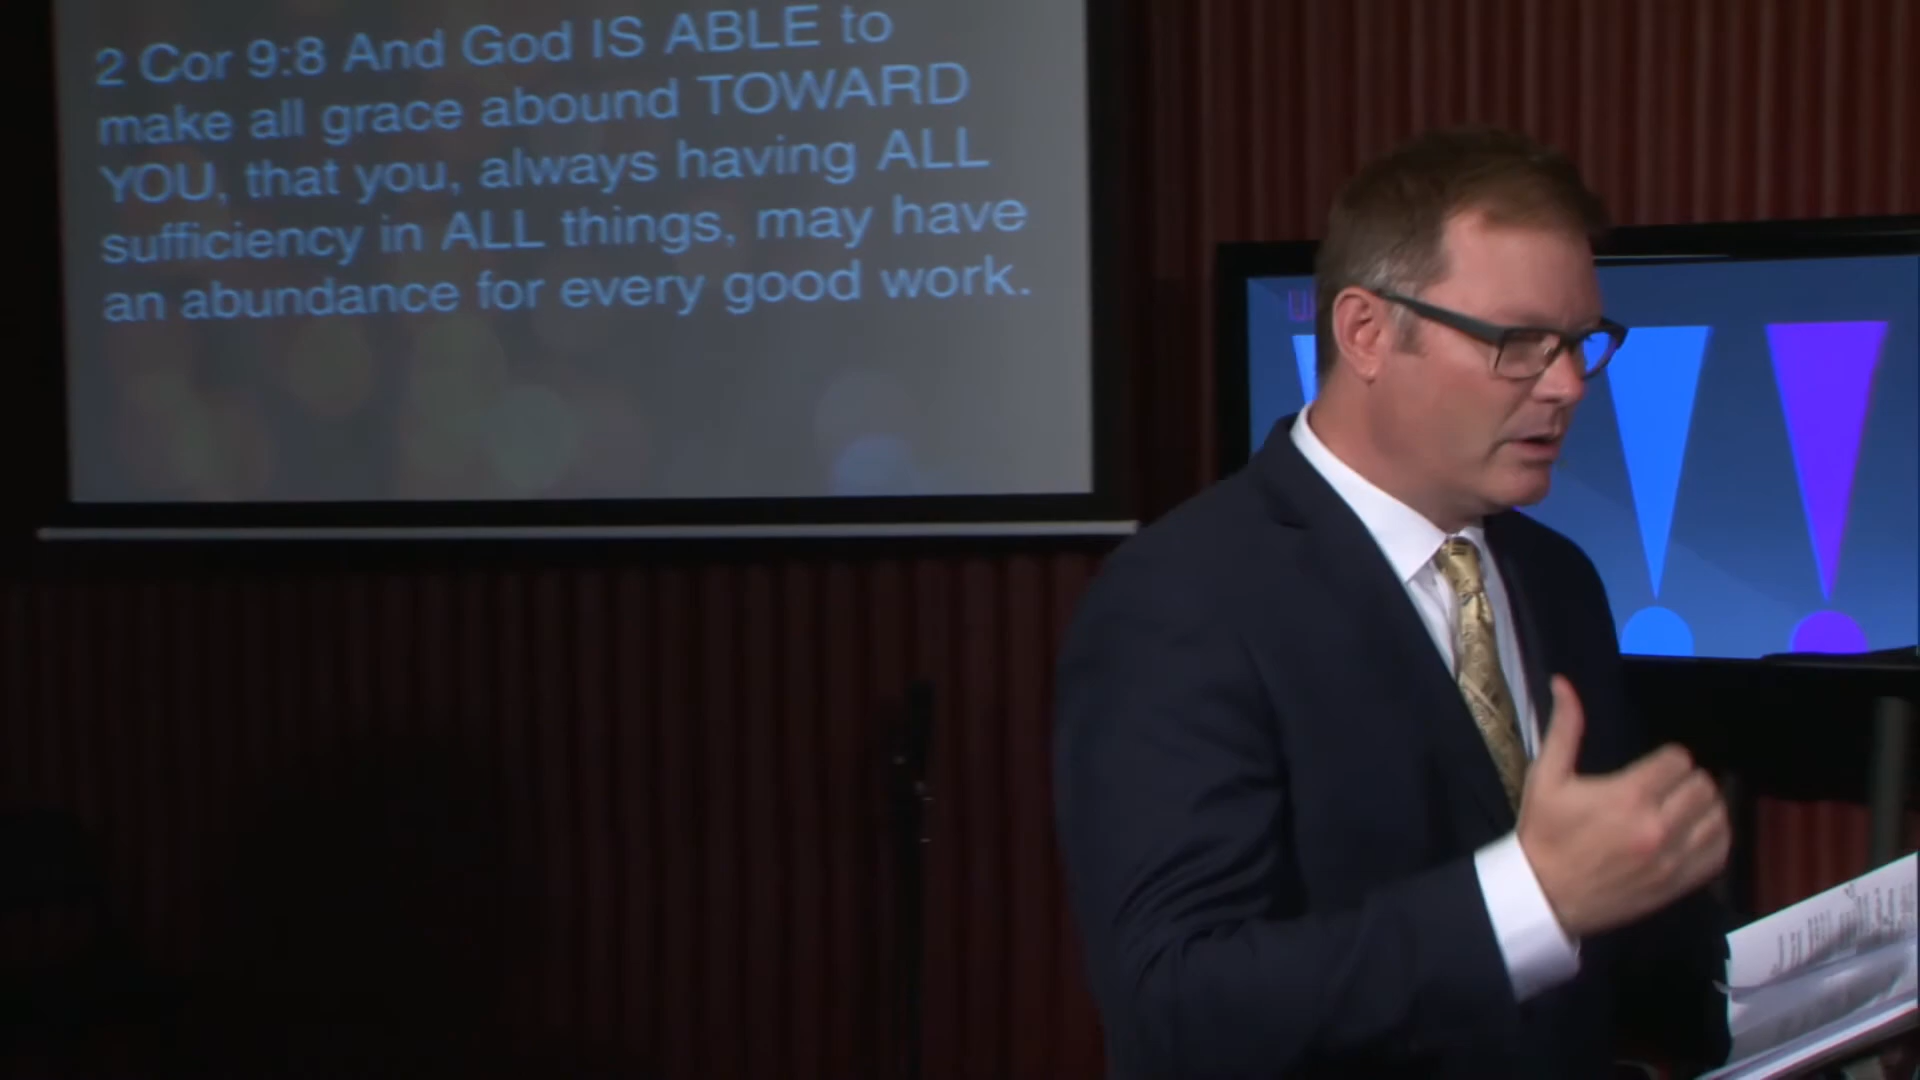 2 Cor 9:8 And God IS ABLE to
make all grace abound TOWARD
YOU, that you, always having ALL
sufficiency in ALL things, may have
an abundance for every good work.
!!